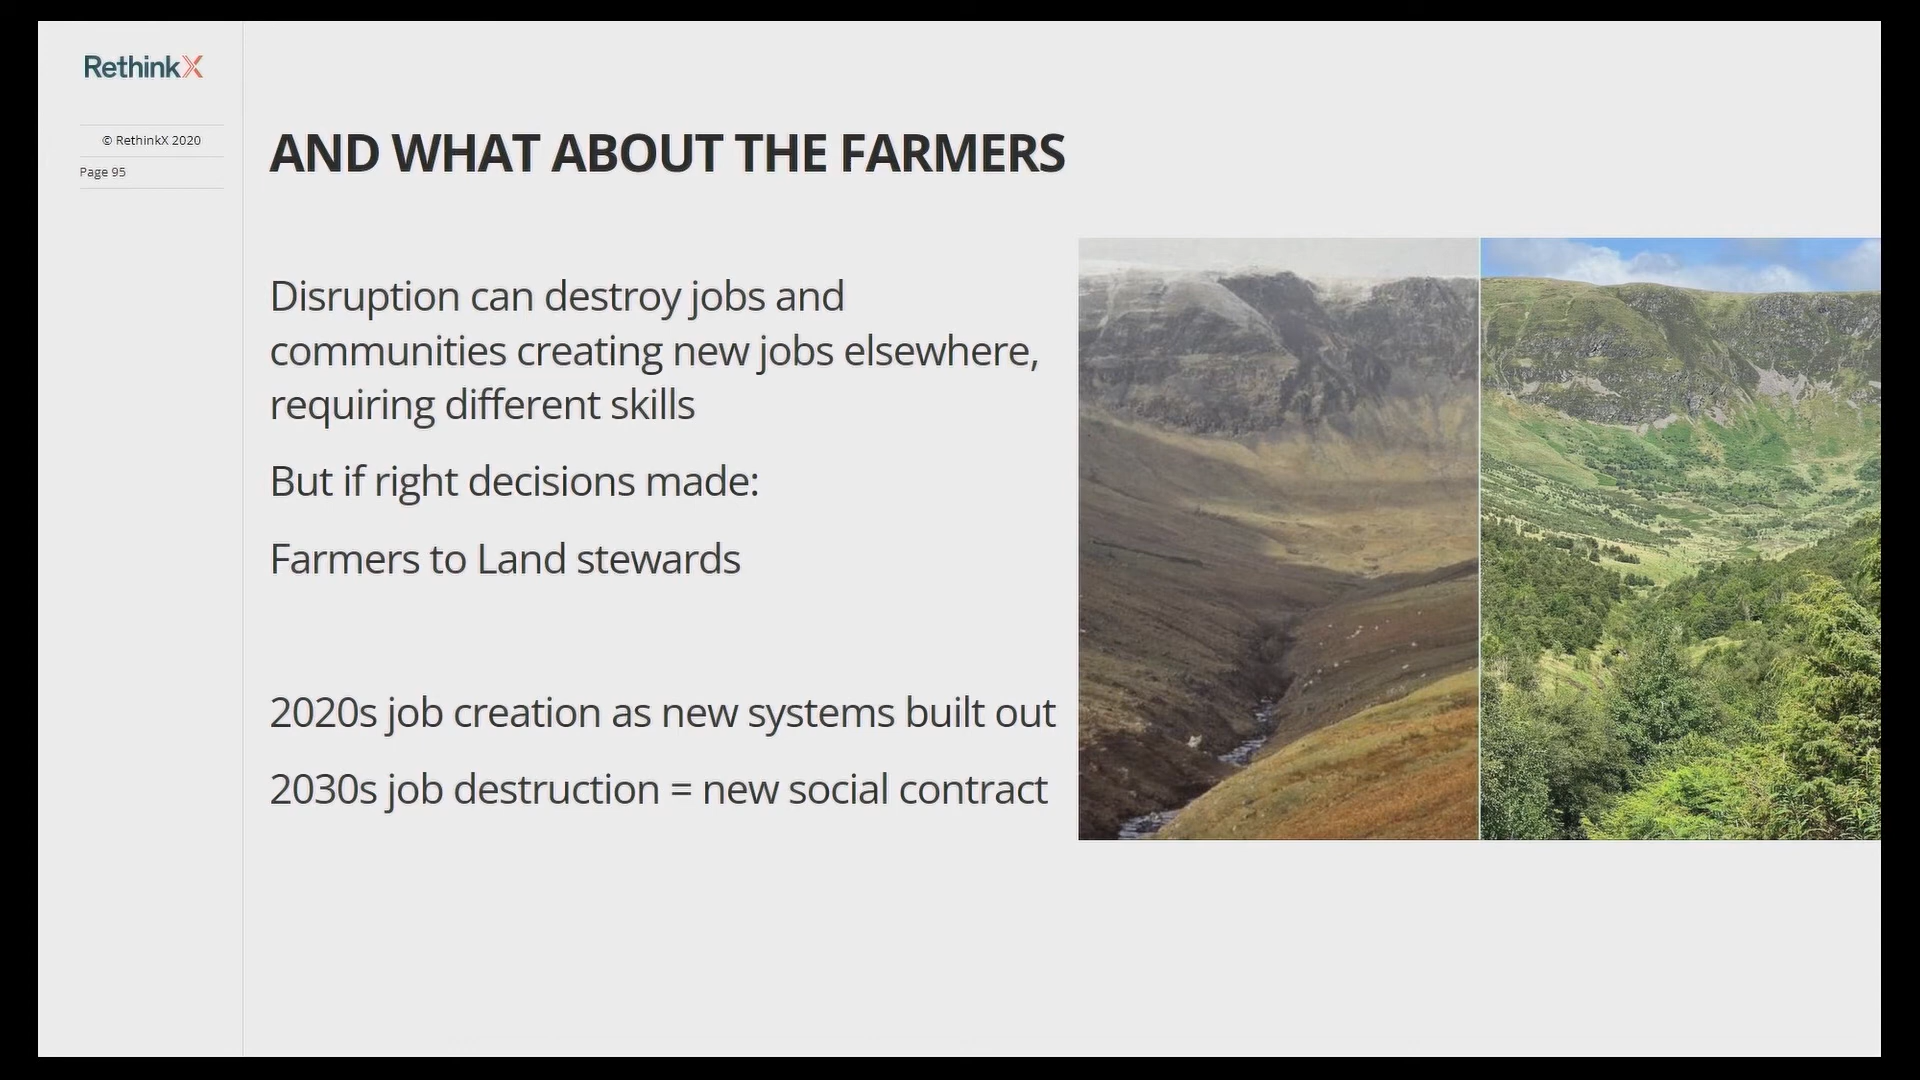 RethinkX
© RethinkX 2020
Page 95
AND WHAT ABOUT THE FARMERS
Disruption can destroy jobs and
communities creating new jobs elsewhere,
requiring different skills
But if right decisions made:
Farmers to Land stewards
2020s job creation as new systems built out
2030s job destruction = new social contract